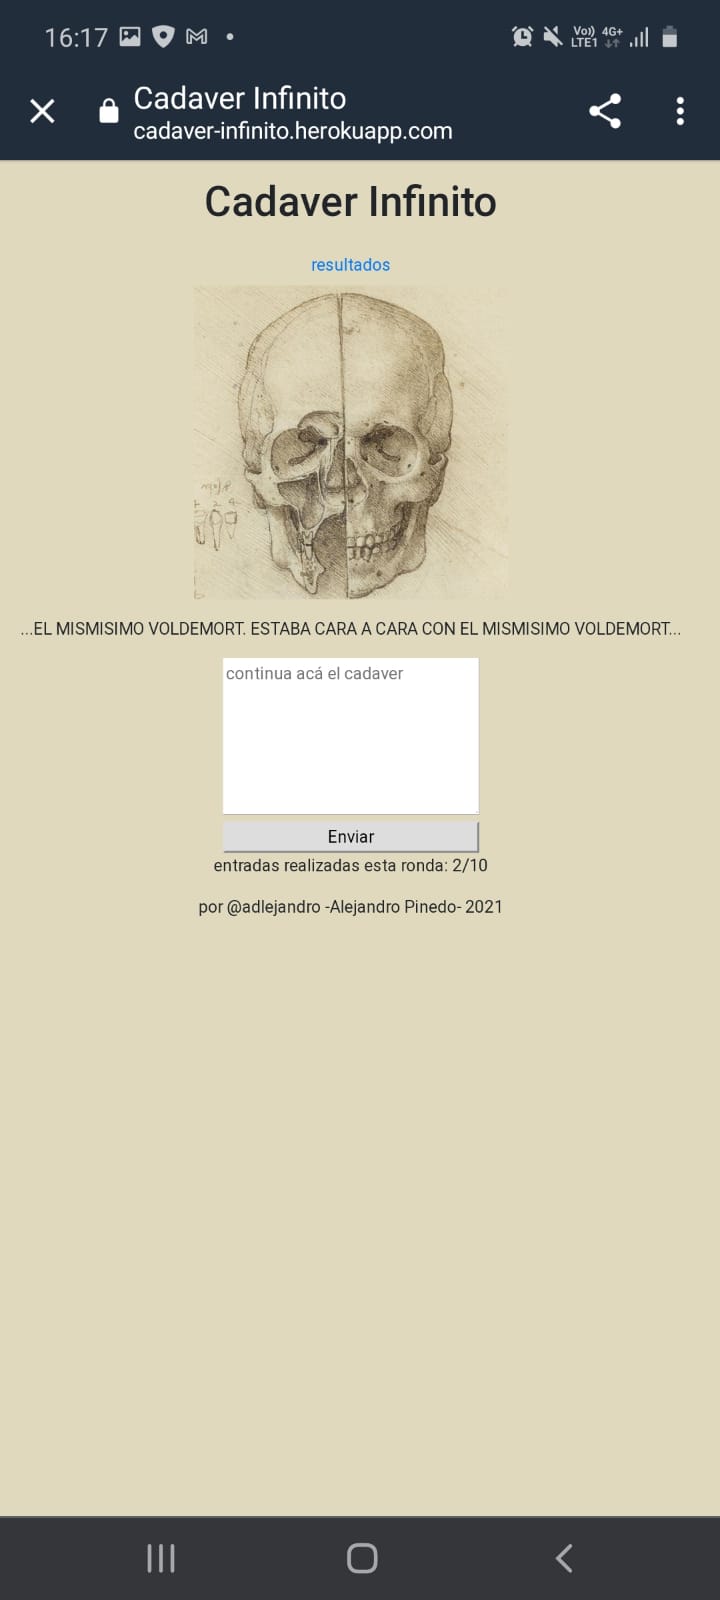 16:17
Vo)) 4G+
LTE1
Cadaver Infinito
cadaver-infinito.herokuapp.com
Cadaver Infinito
resultados
...EL MISMISIMO VOLDEMORT. ESTABA CARA A CARA CON EL MISMISIMO VOLDEMORT...
continua acá el cadaver
Enviar
entradas realizadas esta ronda: 2/10
por @adlejandro -Alejandro Pinedo- 2021